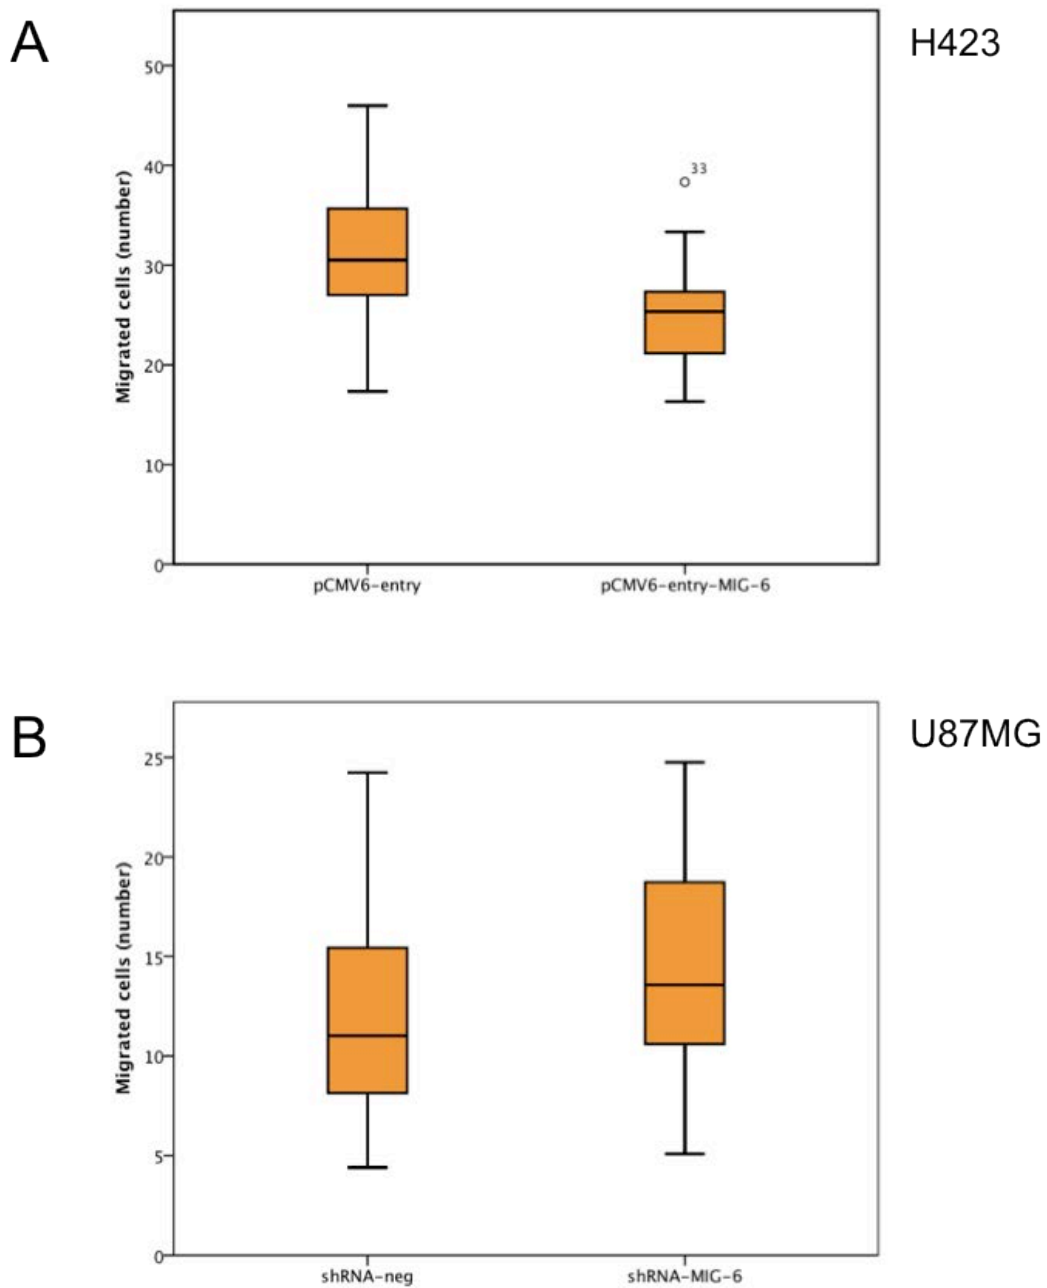 A
H423
Migrated cells (number)
50
40
30
20
10
0
33
pCMV6-entry
pCMV6-entry-MIG-6
B
U87MG
Migrated cells (number)
25
20
15
10
5
0
shRNA-neg
shRNA-MIG-6